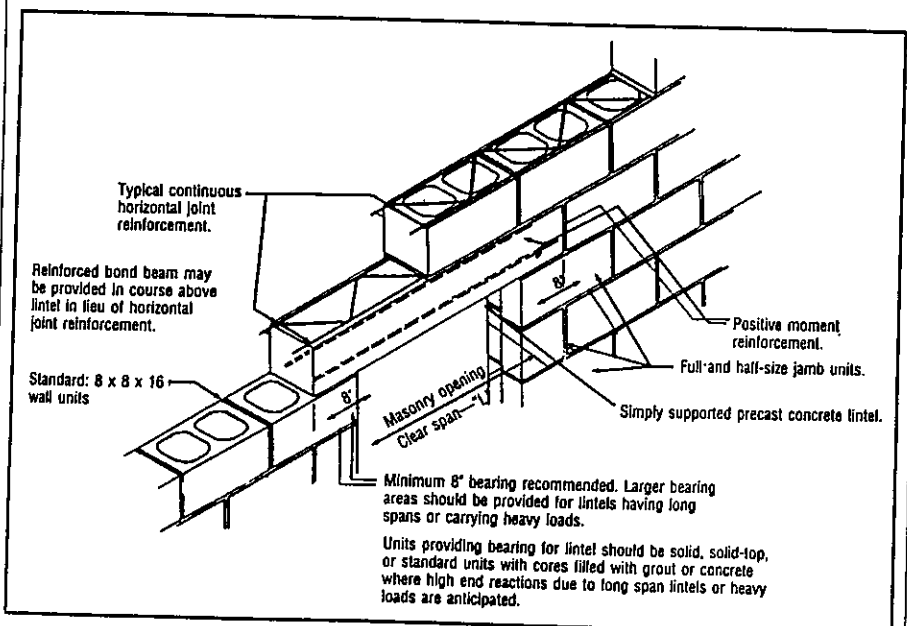 Typical continuous
horizontal joint
reinforcement.
Reinforced bond beam may
be provided in course above
lintel in lieu of horizontal
joint reinforcement.
Standard: 8 x 8 x 16
wall units
8"
8"
Masonry opening
Clear span
Positive moment
reinforcement.
Full and half-size jamb units.
Simply supported precast concrete lintel.
Minimum 8" bearing recommended. Larger bearing
areas should be provided for lintels having long
spans or carrying heavy loads.
Units providing bearing for lintel should be solid, solid-top,
or standard units with cores filled with grout or concrete
where high end reactions due to long span lintels or heavy
loads are anticipated.